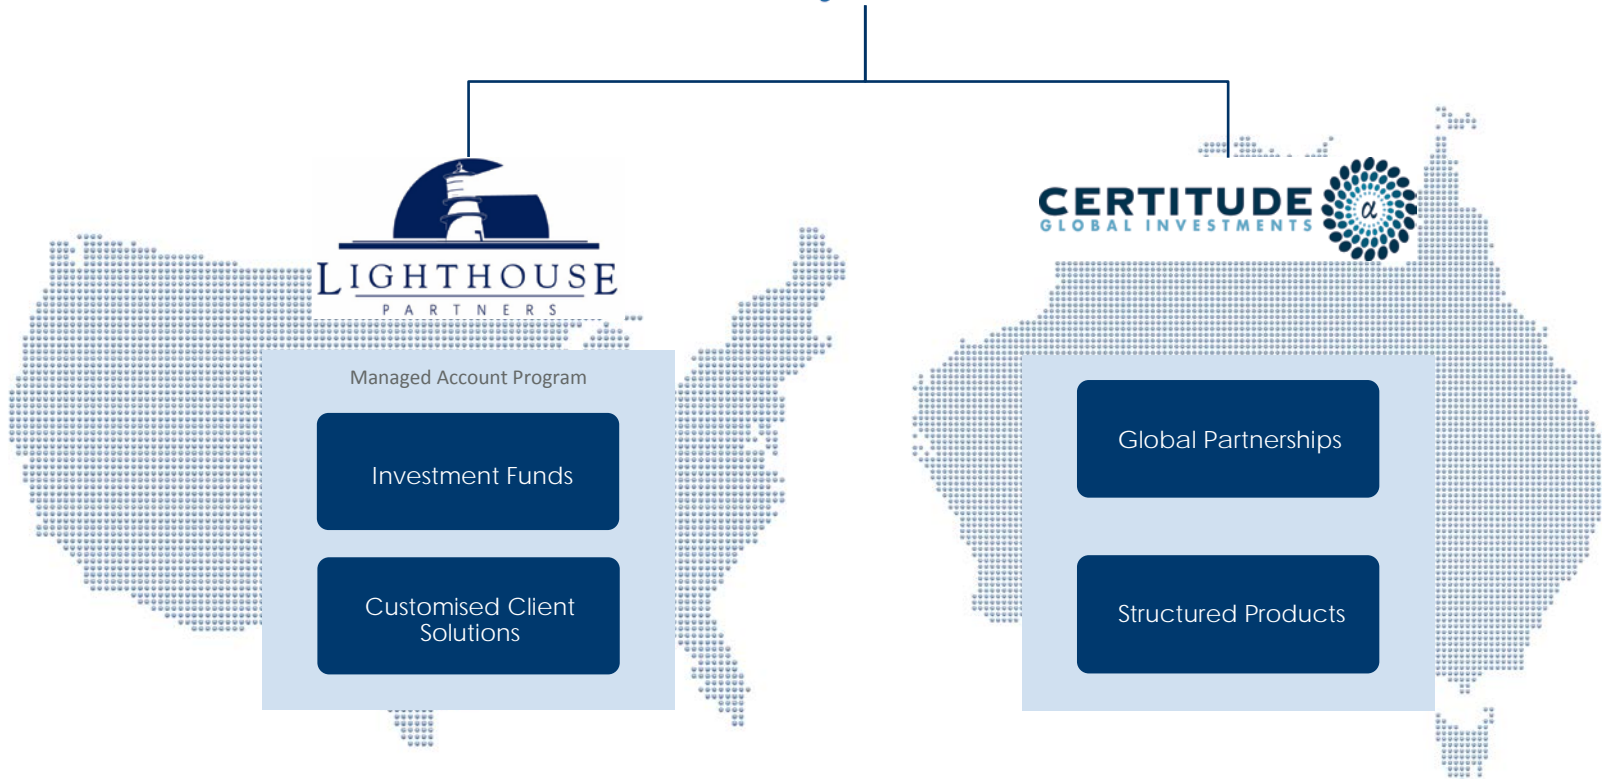 LIGHTHOUSE
PARTNERS
Managed Account Program
Investment Funds
Customised Client
Solutions
CERTITUDE
GLOBAL INVESTMENTS
α
Global Partnerships
Structured Products